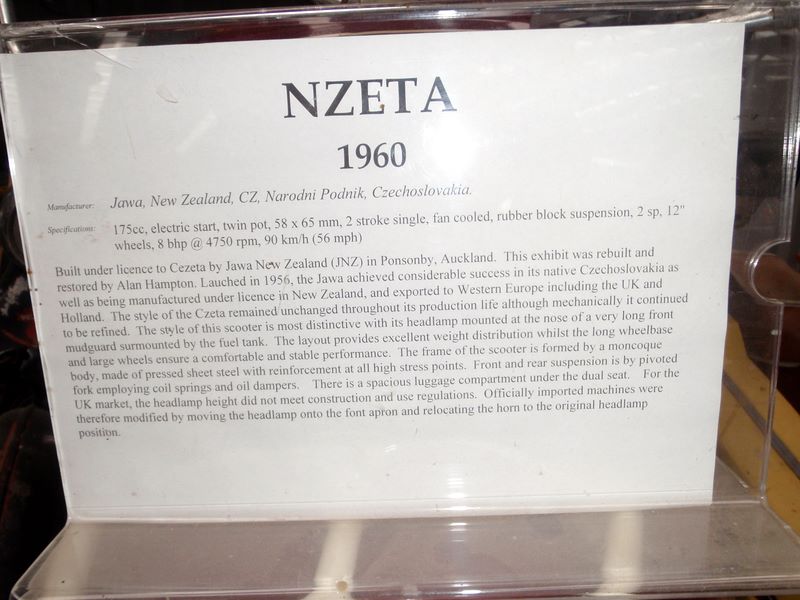 NZETA
1960
Manufacturer: Jawa, New Zealand, CZ, Narodni Podnik, Czechoslovakia.
Specifications: 175cc, electric start, twin pot, 58 x 65 mm, 2 stroke single, fan cooled, rubber block suspension, 2 sp, 12"
wheels, 8 bhp @ 4750 rpm, 90 km/h (56 mph)
Built under licence to Cezeta by Jawa New Zealand (JNZ) in Ponsonby, Auckland. This exhibit was rebuilt and
restored by Alan Hampton. Lauched in 1956, the Jawa achieved considerable success in its native Czechoslovakia as
well as being manufactured under licence in New Zealand, and exported to Western Europe including the UK and
Holland. The style of the Czeta remained unchanged throughout its production life although mechanically it continued
to be refined. The style of this scooter is most distinctive with its headlamp mounted at the nose of a very long front
mudguard surmounted by the fuel tank. The layout provides excellent weight distribution whilst the long wheelbase
and large wheels ensure a comfortable and stable performance. The frame of the scooter is formed by a moncoque
body, made of pressed sheet steel with reinforcement at all high stress points. Front and rear suspension is by pivoted
fork employing coil springs and oil dampers. There is a spacious luggage compartment under the dual seat. For the
UK market, the headlamp height did not meet construction and use regulations. Officially imported machines were
therefore modified by moving the headlamp onto the font apron and relocating the horn to the original headlamp
position.